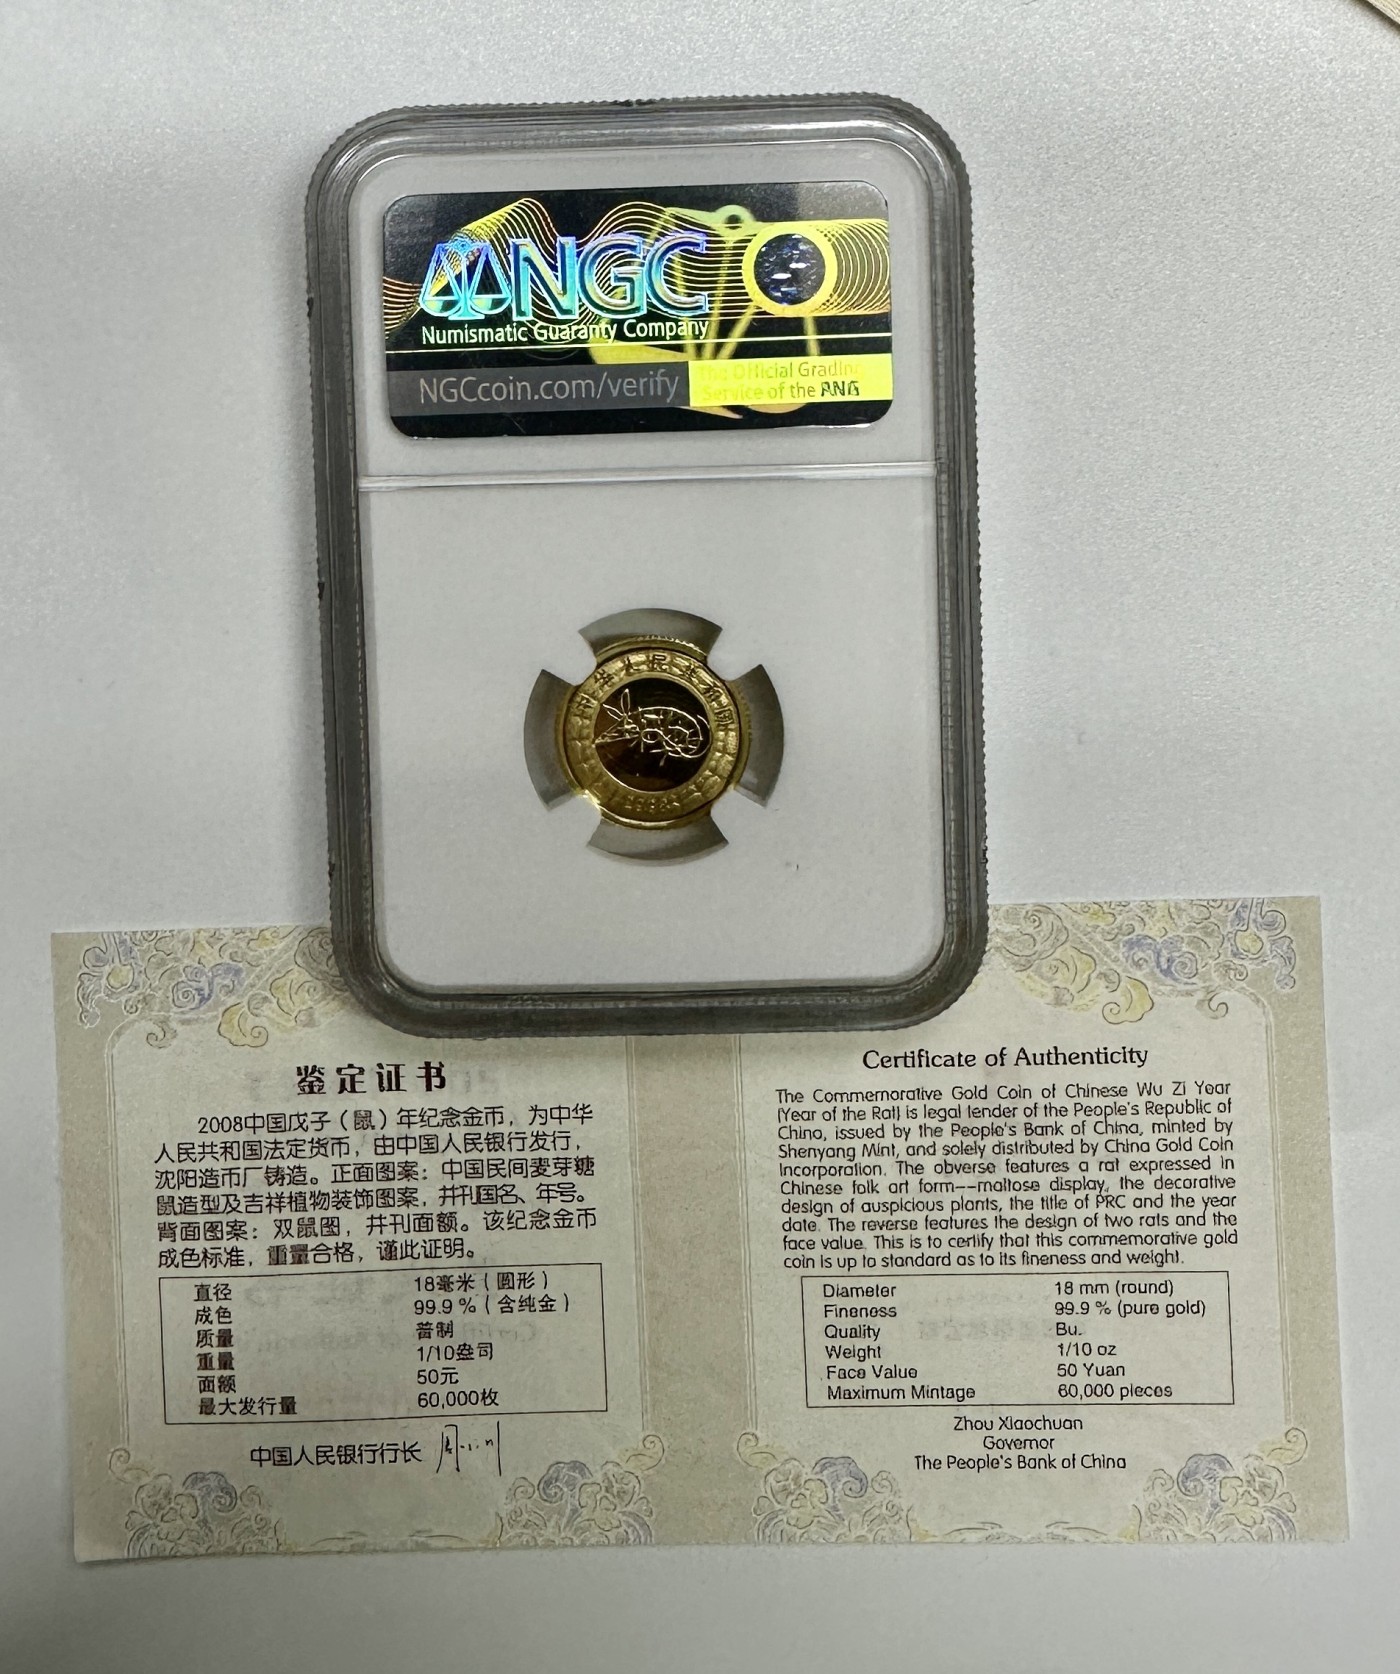 NGC
Numismatic Guaranty Company
NGCcoin.com/verify
The Official Grading
Service of the ANA
中华人民共和国
2008
鉴定证书
2008中国戊子（鼠）年纪念金币，为中华
人民共和国法定货币，由中国人民银行发行，
沈阳造币厂铸造。正面图案：中国民间麦芽糖
鼠造型及吉祥植物装饰图案，并刊国名、年号。
背面图案：双鼠图，并刊面额。该纪念金币
成色标准，重量合格，谨此证明。
直径 18毫米（圆形）
成色 99.9 %（含纯金）
质量 普制
重量 1/10盎司
面额 50元
最大发行量 60,000枚
中国人民银行行长
Certificate of Authenticity
The Commemorative Gold Coin of Chinese Wu Zi Year
(Year of the Rat) is legal tender of the People's Republic of
China, issued by the People's Bank of China, minted by
Shenyang Mint, and solely distributed by China Gold Coin
Incorporation. The obverse features a rat expressed in
Chinese folk art form--maltose display, the decorative
design of auspicious plants, the title of PRC and the year
date. The reverse features the design of two rats and the
face value. This is to certify that this commemorative gold
coin is up to standard as to its fineness and weight.
Diameter 18 mm (round)
Fineness 99.9 % (pure gold)
Quality Bu.
Weight 1/10 oz
Face Value 50 Yuan
Maximum Mintage 60,000 pieces
Zhou Xiaochuan
Governor
The People's Bank of China